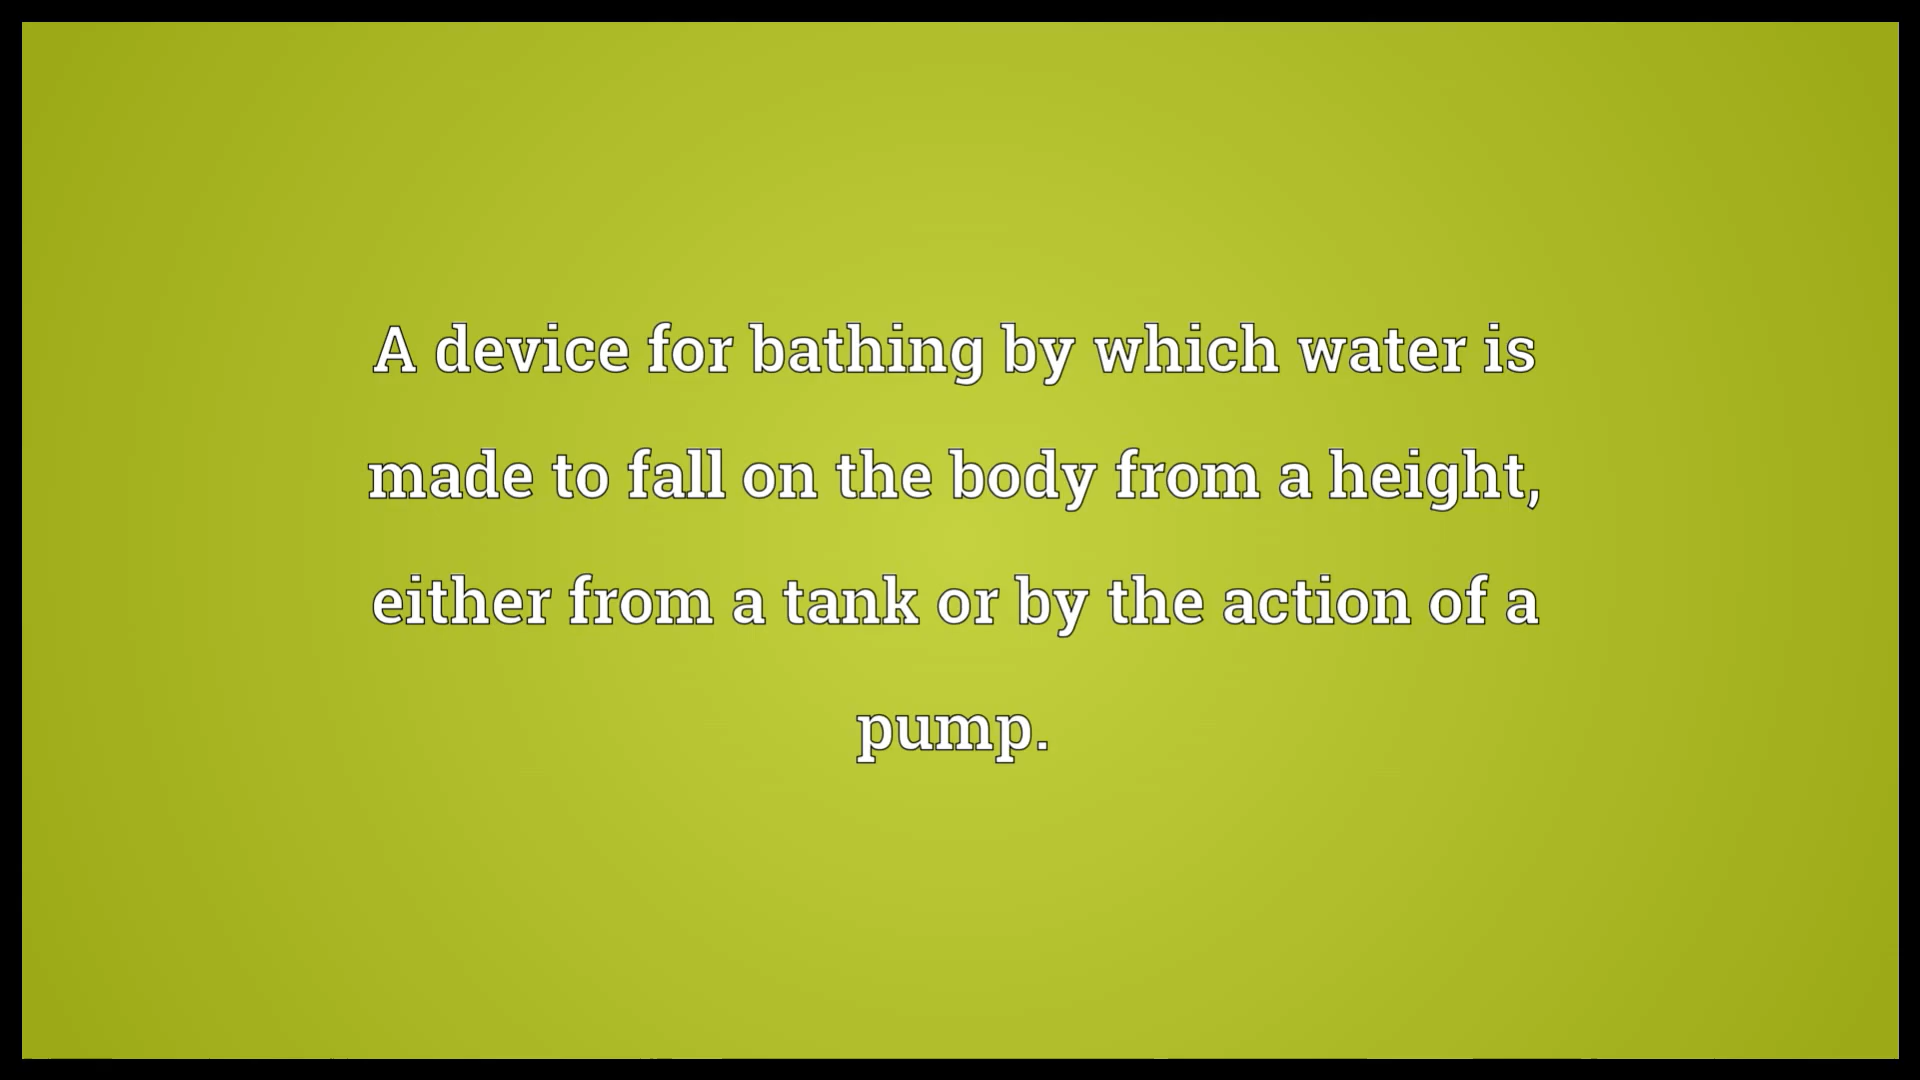 A device for bathing by which water is
made to fall on the body from a height,
either from a tank or by the action of a
pump.